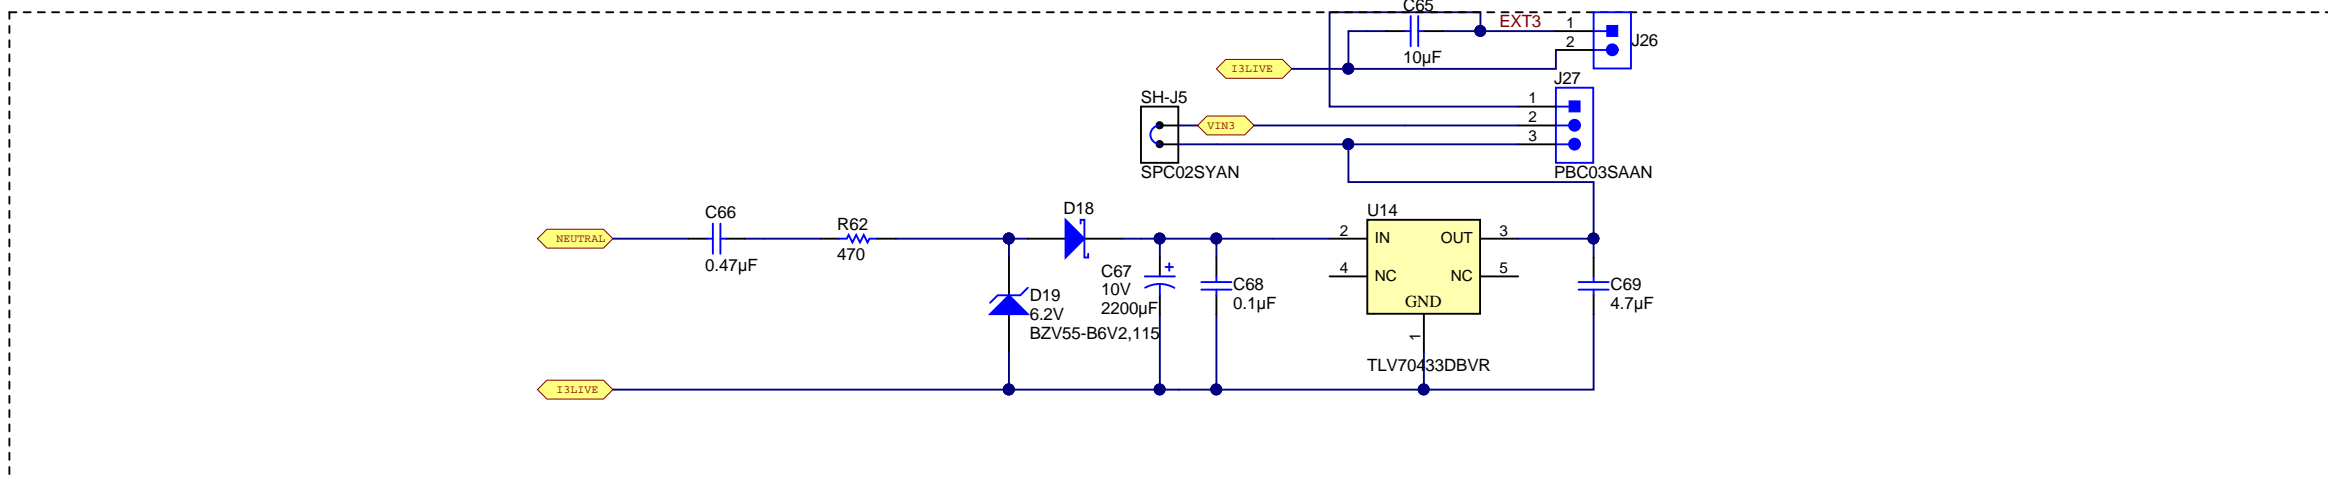 C65
EXT3
1
2
J26
10µF
I3LIVE
J27
SH-J5
1
VIN3
2
3
SPC02SYAN
PBC03SAAN
C66
R62
D18
U14
NEUTRAL
2
IN
OUT
3
470
0.47µF
C67
10V
2200µF
+
4
NC
NC
5
C68
0.1µF
C69
4.7µF
D19
6.2V
BZV55-B6V2,115
GND
1
TLV70433DBVR
I3LIVE